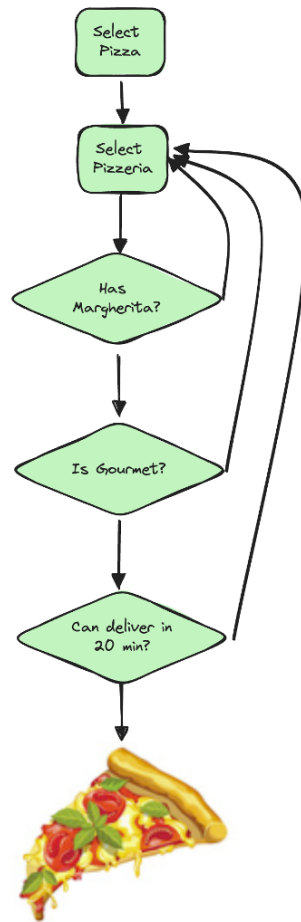 Select
Pizza
Select
Pizzeria
Has
Margherita?
Is Gourmet?
Can deliver in
20 min?